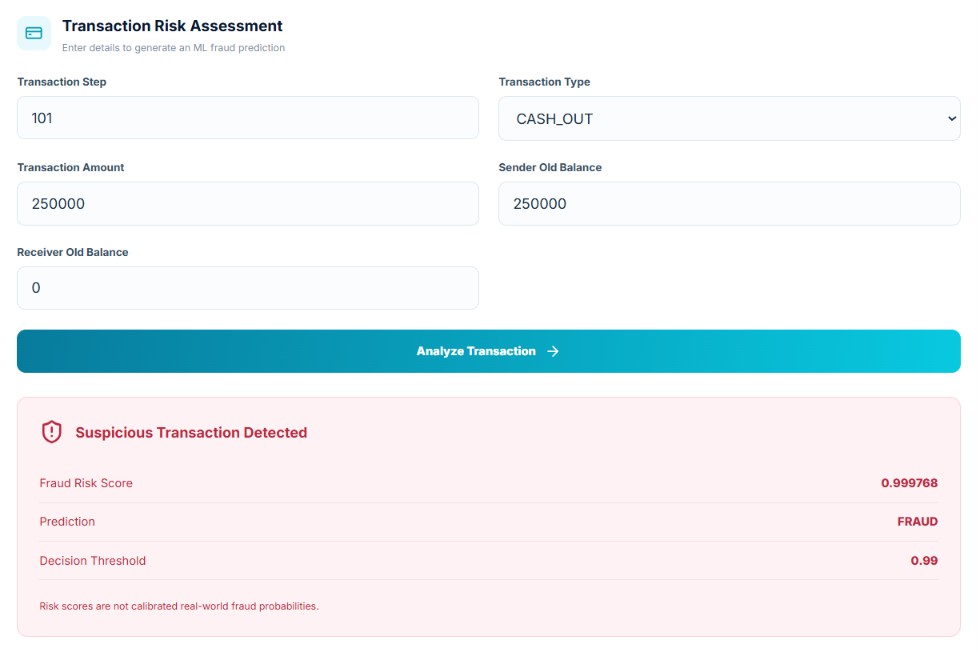 Transaction Risk Assessment
Enter details to generate an ML fraud prediction
Transaction Step
Transaction Type
101
CASH_OUT
Transaction Amount
Sender Old Balance
250000
250000
Receiver Old Balance
0
Analyze Transaction →
Suspicious Transaction Detected
Fraud Risk Score 0.999768
Prediction FRAUD
Decision Threshold 0.99
Risk scores are not calibrated real-world fraud probabilities.